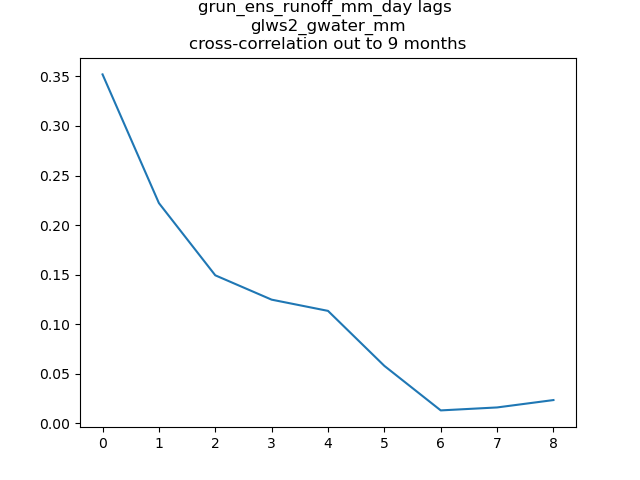 grun_ens_runoff_mm_day lags
glws2_gwater_mm
cross-correlation out to 9 months
0.35
0.30
0.25
0.20
0.15
0.10
0.05
0.00
0 1 2 3 4 5 6 7 8